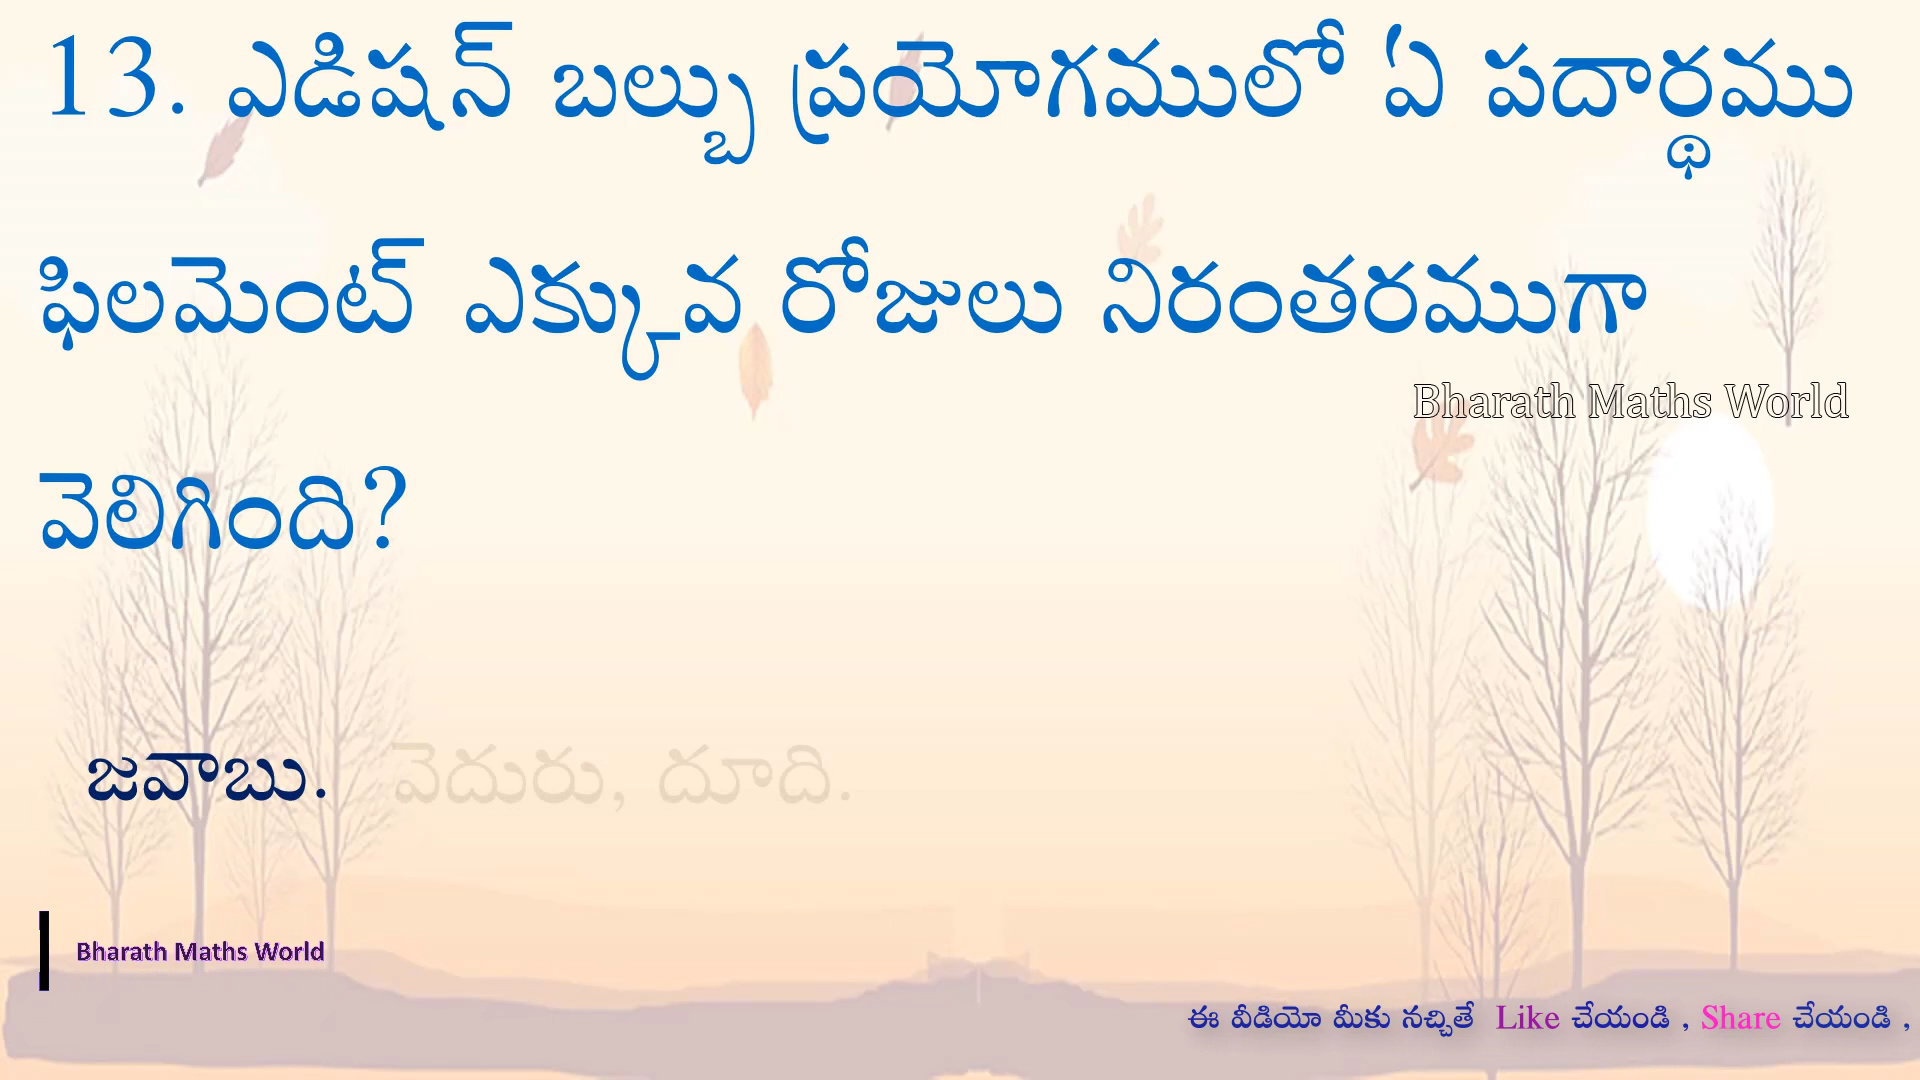 13. ఎడిషన్ బల్బు ప్రయోగములో ఏ పదార్థము
ఫిలమెంట్ ఎక్కువ రోజులు నిరంతరముగా
Bharath Maths World
వెలిగింది?
జవాబు. వెదురు, దూది.
Bharath Maths World
ఈ వీడియో మీకు నచ్చితే Like చేయండి , Share చేయండి ,